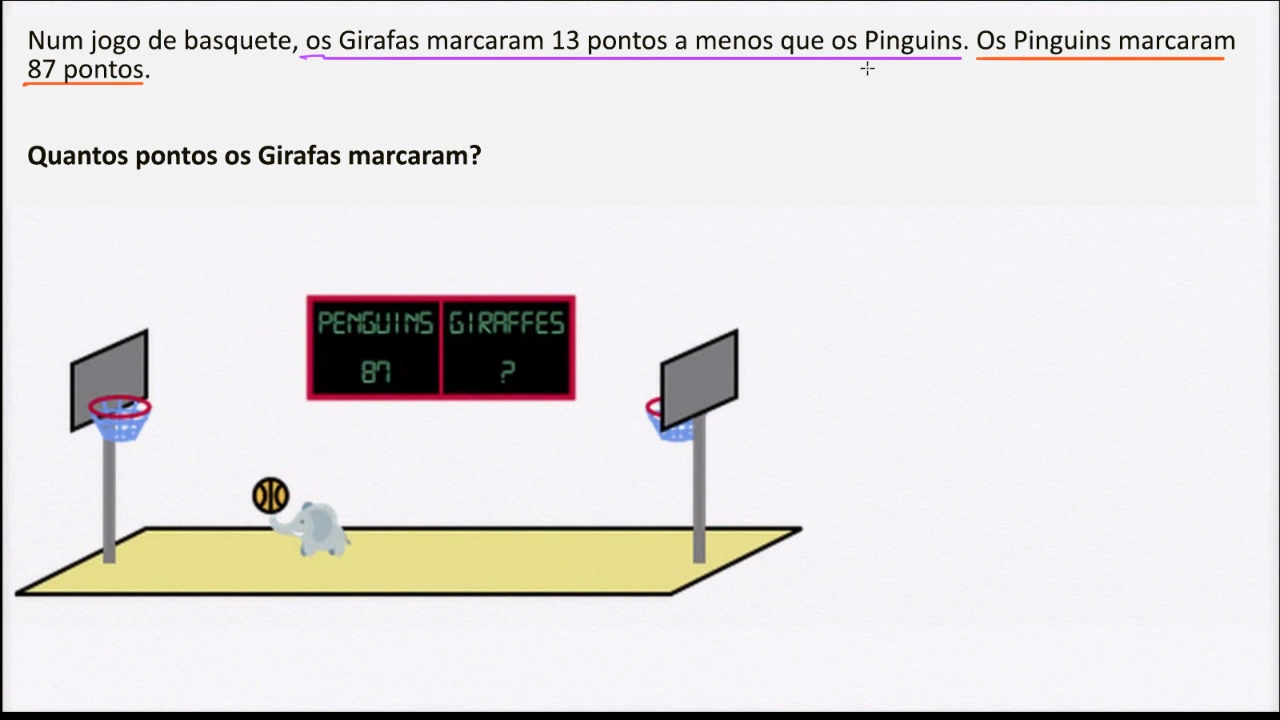 Num jogo de basquete, os Girafas marcaram 13 pontos a menos que os Pinguins. Os Pinguins marcaram
87 pontos.
Quantos pontos os Girafas marcaram?
PENGUINS GIRAFFES
87 ?